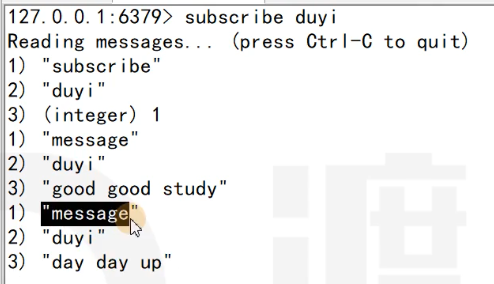 127.0.0.1:6379> subscribe duyi
Reading messages... (press Ctrl-C to quit)
1) "subscribe"
2) "duyi"
3) (integer) 1
1) "message"
2) "duyi"
3) "good good study"
1) "message"
2) "duyi"
3) "day day up"
渡